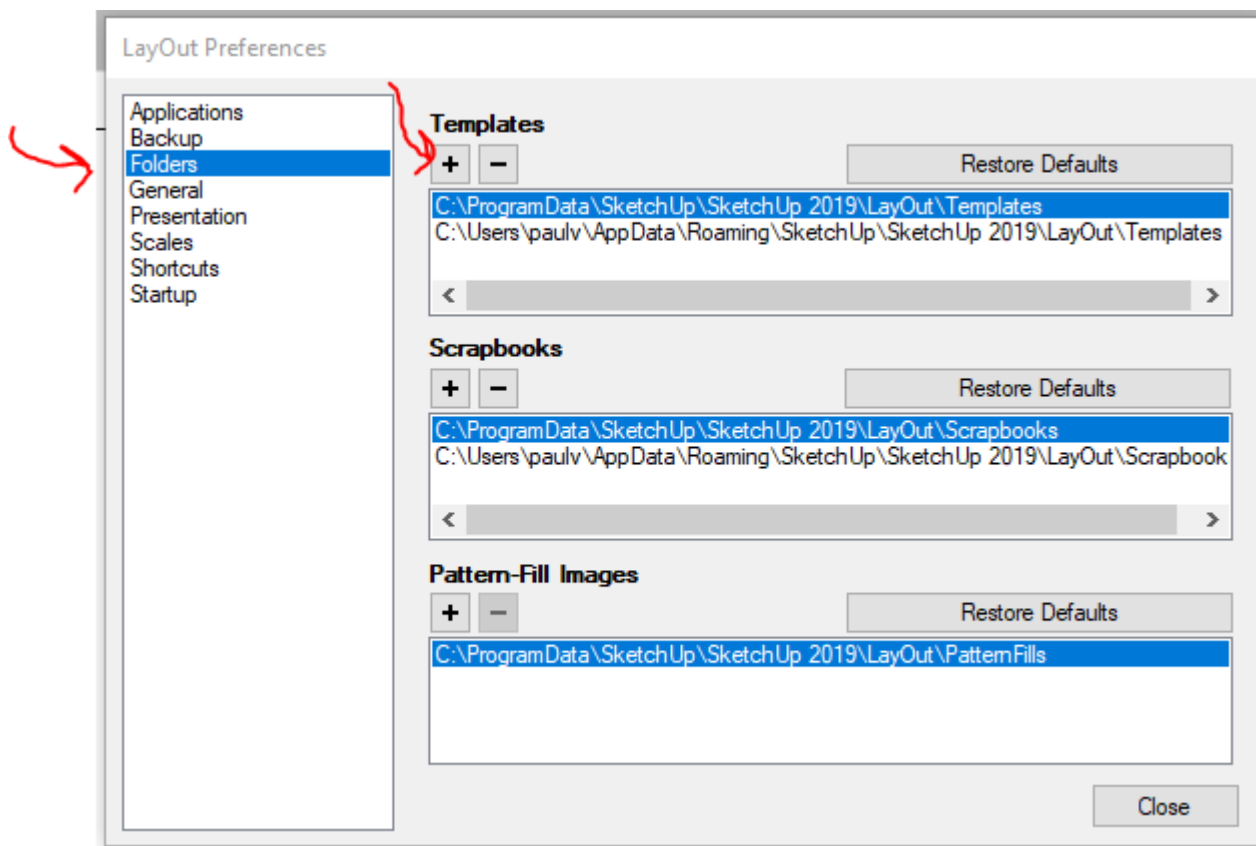 LayOut Preferences
Applications
Backup
Folders
General
Presentation
Scales
Shortcuts
Startup
Templates
+ −
Restore Defaults
C:\ProgramData\SketchUp\SketchUp 2019\LayOut\Templates
C:\Users\paulv\AppData\Roaming\SketchUp\SketchUp 2019\LayOut\Templates
< >
Scrapbooks
+ −
Restore Defaults
C:\ProgramData\SketchUp\SketchUp 2019\LayOut\Scrapbooks
C:\Users\paulv\AppData\Roaming\SketchUp\SketchUp 2019\LayOut\Scrapbook
< >
Pattern-Fill Images
+ −
Restore Defaults
C:\ProgramData\SketchUp\SketchUp 2019\LayOut\PatternFills
Close